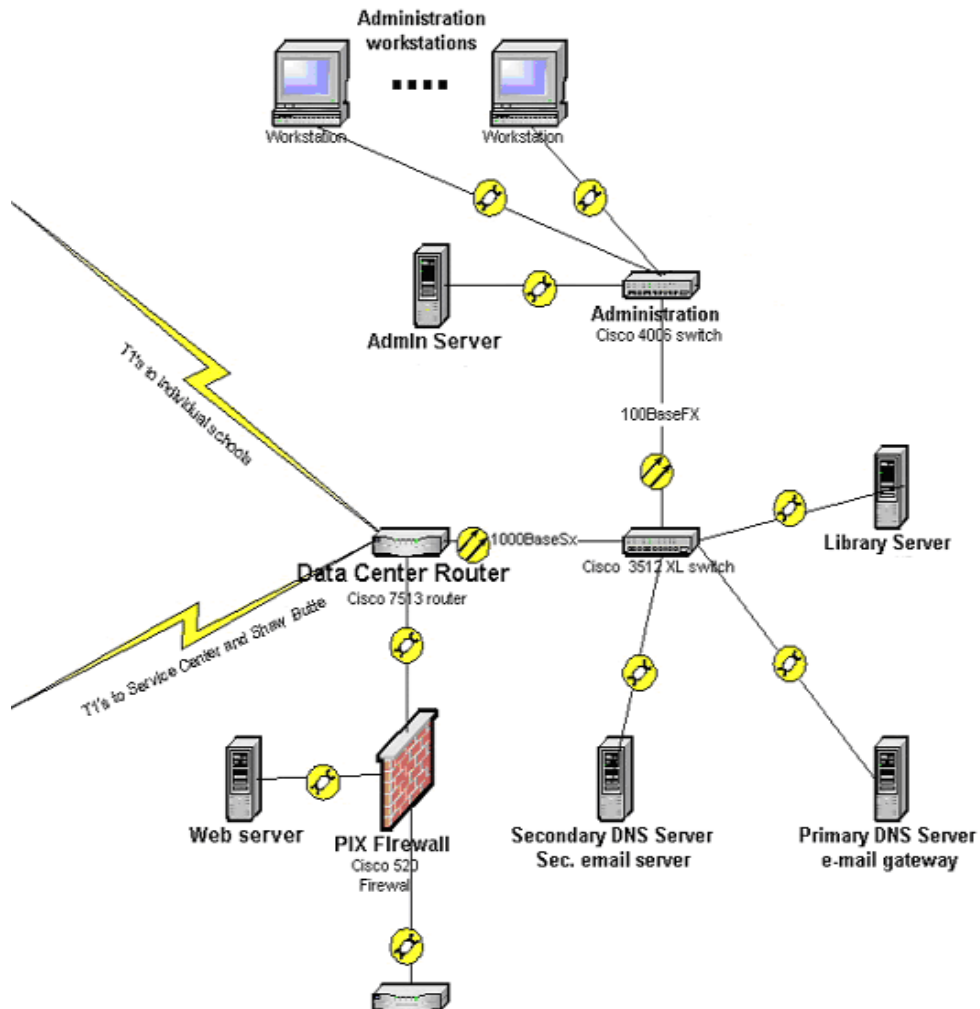 Administration
workstations
Workstation
Workstation
Admin Server
Administration
Cisco 4006 switch
T1's to Individual schools
100BaseFX
1000BaseSx
Library Server
Data Center Router
Cisco 7513 router
Cisco 3512 XL switch
T1's to Service Center and Shaw Butte
Web server
PIX Firewall
Cisco 520
Firewal
Secondary DNS Server
Sec. email server
Primary DNS Server
e-mail gateway